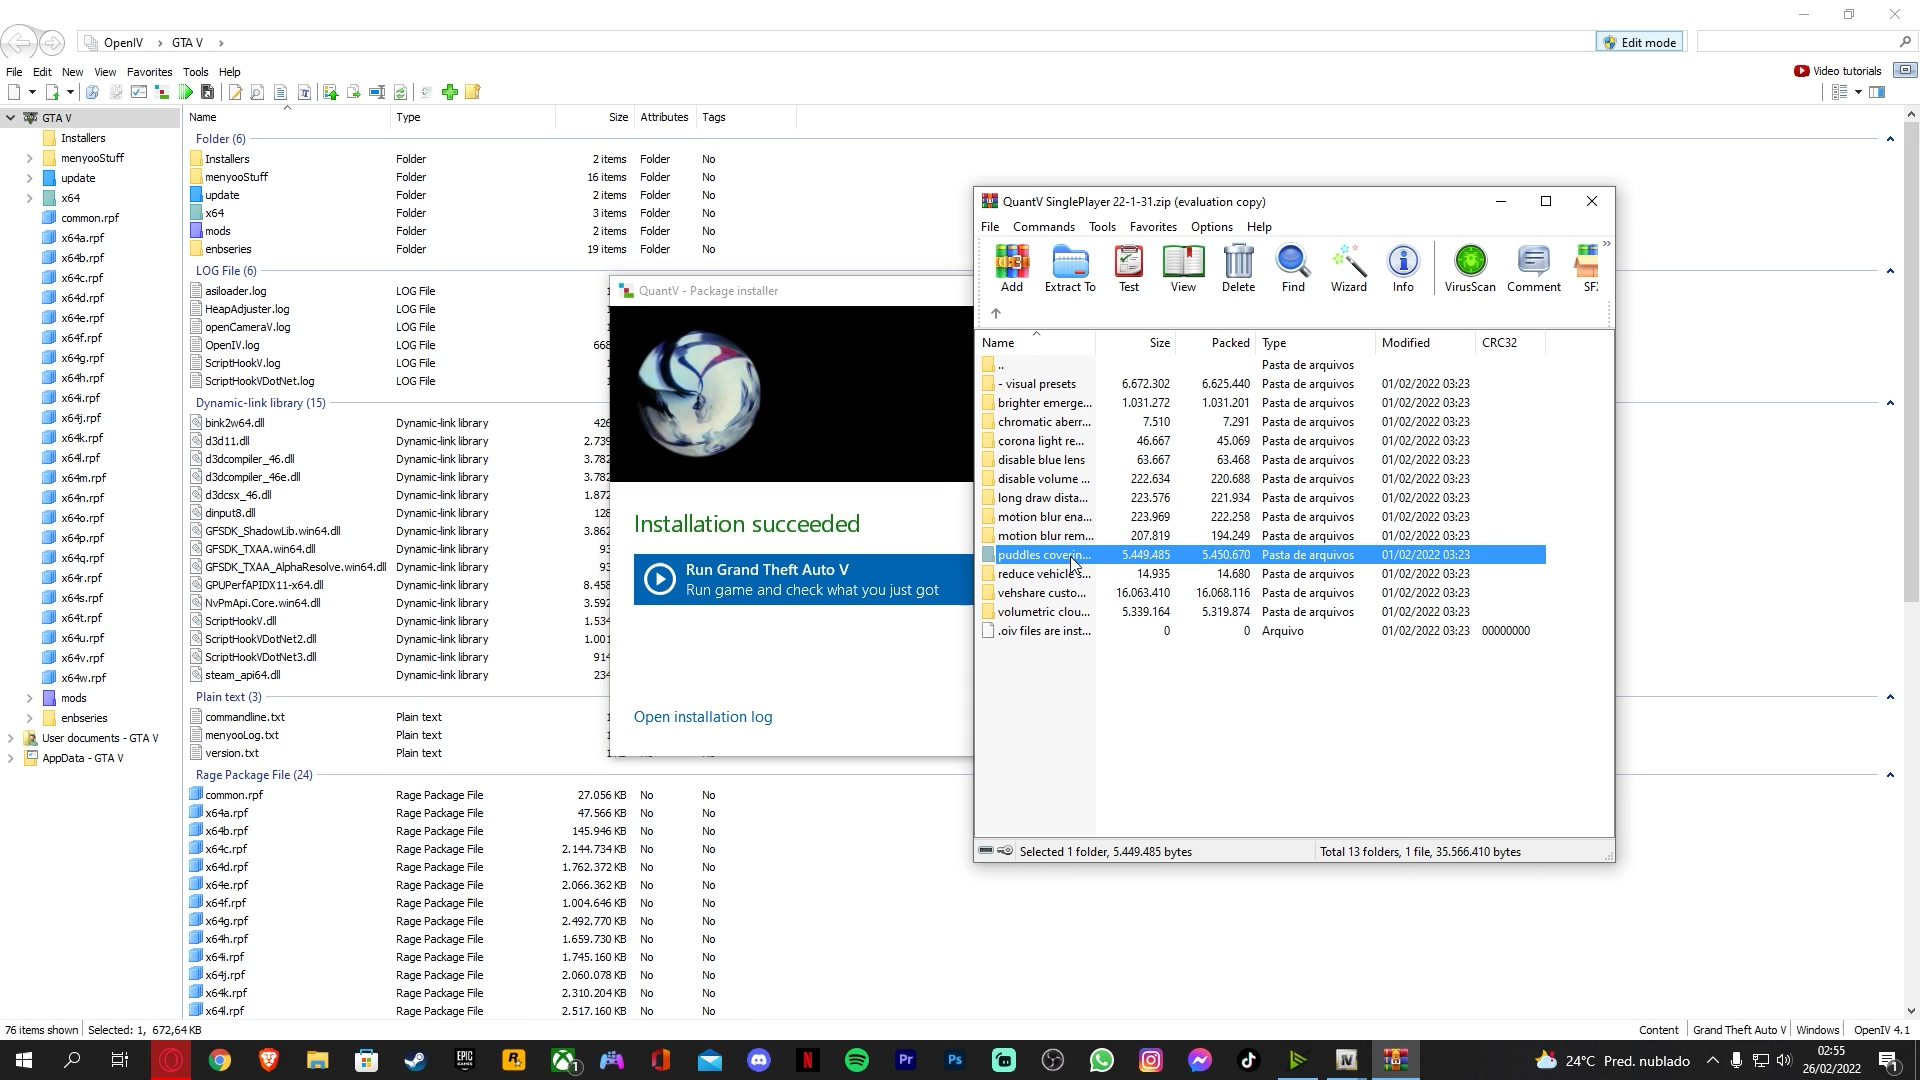 OpenIV > GTA V >
Edit mode
File Edit New View Favorites Tools Help
Video tutorials
GTA V
Installers
menyooStuff
update
x64
common.rpf
x64a.rpf
x64b.rpf
x64c.rpf
x64d.rpf
x64e.rpf
x64f.rpf
x64g.rpf
x64h.rpf
x64i.rpf
x64j.rpf
x64k.rpf
x64l.rpf
x64m.rpf
x64n.rpf
x64o.rpf
x64p.rpf
x64q.rpf
x64r.rpf
x64s.rpf
x64t.rpf
x64u.rpf
x64v.rpf
x64w.rpf
mods
enbseries
User documents - GTA V
AppData - GTA V
Name Type Size Attributes Tags
Folder (6)
Installers Folder 2 items Folder No
menyooStuff Folder 16 items Folder No
update Folder 2 items Folder No
x64 Folder 3 items Folder No
mods Folder 2 items Folder No
enbseries Folder 19 items Folder No
LOG File (6)
asiloader.log LOG File
HeapAdjuster.log LOG File
openCameraV.log LOG File
OpenIV.log LOG File 668
ScriptHookV.log LOG File
ScriptHookVDotNet.log LOG File
Dynamic-link library (15)
bink2w64.dll Dynamic-link library 426
d3d11.dll Dynamic-link library 2.739
d3dcompiler_46.dll Dynamic-link library 3.782
d3dcompiler_46e.dll Dynamic-link library 3.782
d3dcsx_46.dll Dynamic-link library 1.872
dinput8.dll Dynamic-link library 128
GFSDK_ShadowLib.win64.dll Dynamic-link library 3.862
GFSDK_TXAA.win64.dll Dynamic-link library 93
GFSDK_TXAA_AlphaResolve.win64.dll Dynamic-link library 93
GPUPerfAPIDX11-x64.dll Dynamic-link library 8.458
NvPmApi.Core.win64.dll Dynamic-link library 3.592
ScriptHookV.dll Dynamic-link library 1.534
ScriptHookVDotNet2.dll Dynamic-link library 1.001
ScriptHookVDotNet3.dll Dynamic-link library 914
steam_api64.dll Dynamic-link library 234
Plain text (3)
commandline.txt Plain text
menyooLog.txt Plain text
version.txt Plain text
Rage Package File (24)
common.rpf Rage Package File 27.056 KB No No
x64a.rpf Rage Package File 47.566 KB No No
x64b.rpf Rage Package File 145.946 KB No No
x64c.rpf Rage Package File 2.144.734 KB No No
x64d.rpf Rage Package File 1.762.372 KB No No
x64e.rpf Rage Package File 2.066.362 KB No No
x64f.rpf Rage Package File 1.004.646 KB No No
x64g.rpf Rage Package File 2.492.770 KB No No
x64h.rpf Rage Package File 1.659.730 KB No No
x64i.rpf Rage Package File 1.745.160 KB No No
x64j.rpf Rage Package File 2.060.078 KB No No
x64k.rpf Rage Package File 2.310.204 KB No No
x64l.rpf Rage Package File 2.517.160 KB No No
QuantV - Package installer
Installation succeeded
Run Grand Theft Auto V
Run game and check what you just got
Open installation log
QuantV SinglePlayer 22-1-31.zip (evaluation copy)
File Commands Tools Favorites Options Help
Add Extract To Test View Delete Find Wizard Info VirusScan Comment SF
Name Size Packed Type Modified CRC32
.. Pasta de arquivos
- visual presets 6.672.302 6.625.440 Pasta de arquivos 01/02/2022 03:23
brighter emerge... 1.031.272 1.031.201 Pasta de arquivos 01/02/2022 03:23
chromatic aberr... 7.510 7.291 Pasta de arquivos 01/02/2022 03:23
corona light re... 46.667 45.069 Pasta de arquivos 01/02/2022 03:23
disable blue lens 63.667 63.468 Pasta de arquivos 01/02/2022 03:23
disable volume ... 222.634 220.688 Pasta de arquivos 01/02/2022 03:23
long draw dista... 223.576 221.934 Pasta de arquivos 01/02/2022 03:23
motion blur ena... 223.969 222.258 Pasta de arquivos 01/02/2022 03:23
motion blur rem... 207.819 194.249 Pasta de arquivos 01/02/2022 03:23
puddles coverin... 5.449.485 5.450.670 Pasta de arquivos 01/02/2022 03:23
reduce vehicle s... 14.935 14.680 Pasta de arquivos 01/02/2022 03:23
vehshare custo... 16.063.410 16.068.116 Pasta de arquivos 01/02/2022 03:23
volumetric clou... 5.339.164 5.319.874 Pasta de arquivos 01/02/2022 03:23
.oiv files are inst... 0 0 Arquivo 01/02/2022 03:23 00000000
Selected 1 folder, 5.449.485 bytes
Total 13 folders, 1 file, 35.566.410 bytes
76 items shown Selected: 1, 672,64 KB
Content Grand Theft Auto V Windows OpenIV 4.1
EPIC GAMES
Pr Ps
IV
24°C Pred. nublado
02:55
26/02/2022